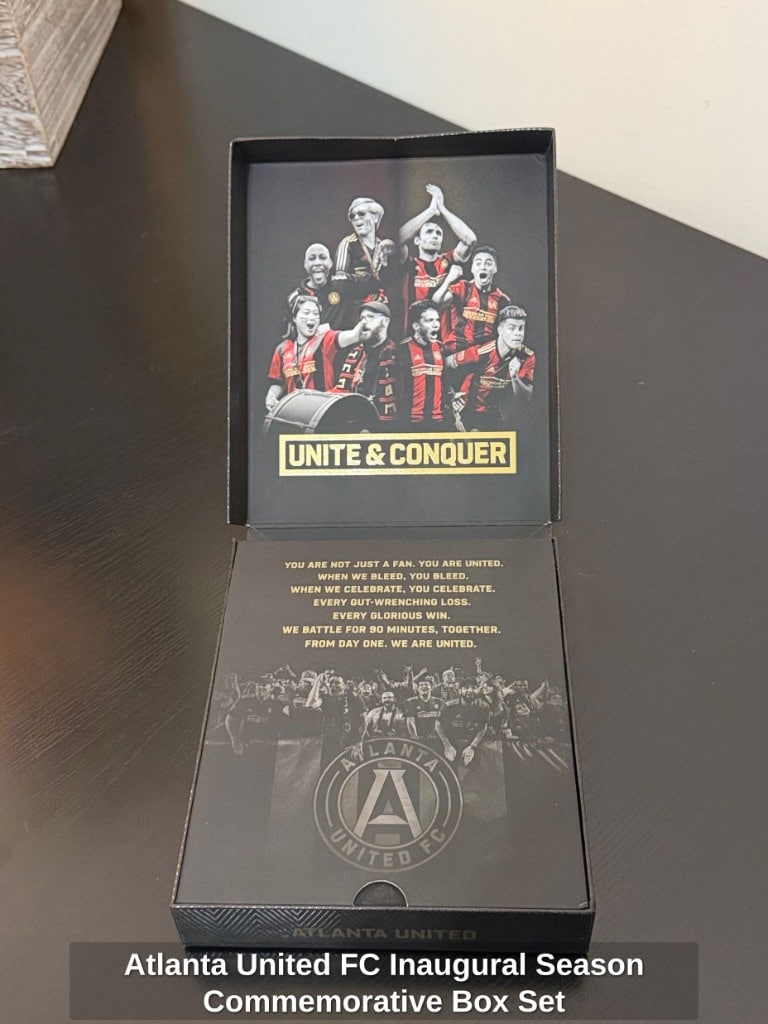 UNITE & CONQUER
YOU ARE NOT JUST A FAN. YOU ARE UNITED.
WHEN WE BLEED, YOU BLEED.
WHEN WE CELEBRATE, YOU CELEBRATE.
EVERY GUT-WRENCHING LOSS.
EVERY GLORIOUS WIN.
WE BATTLE FOR 90 MINUTES, TOGETHER.
FROM DAY ONE. WE ARE UNITED.
ATLANTA
A
UNITED FC
ATLANTA UNITED
Atlanta United FC Inaugural Season
Commemorative Box Set